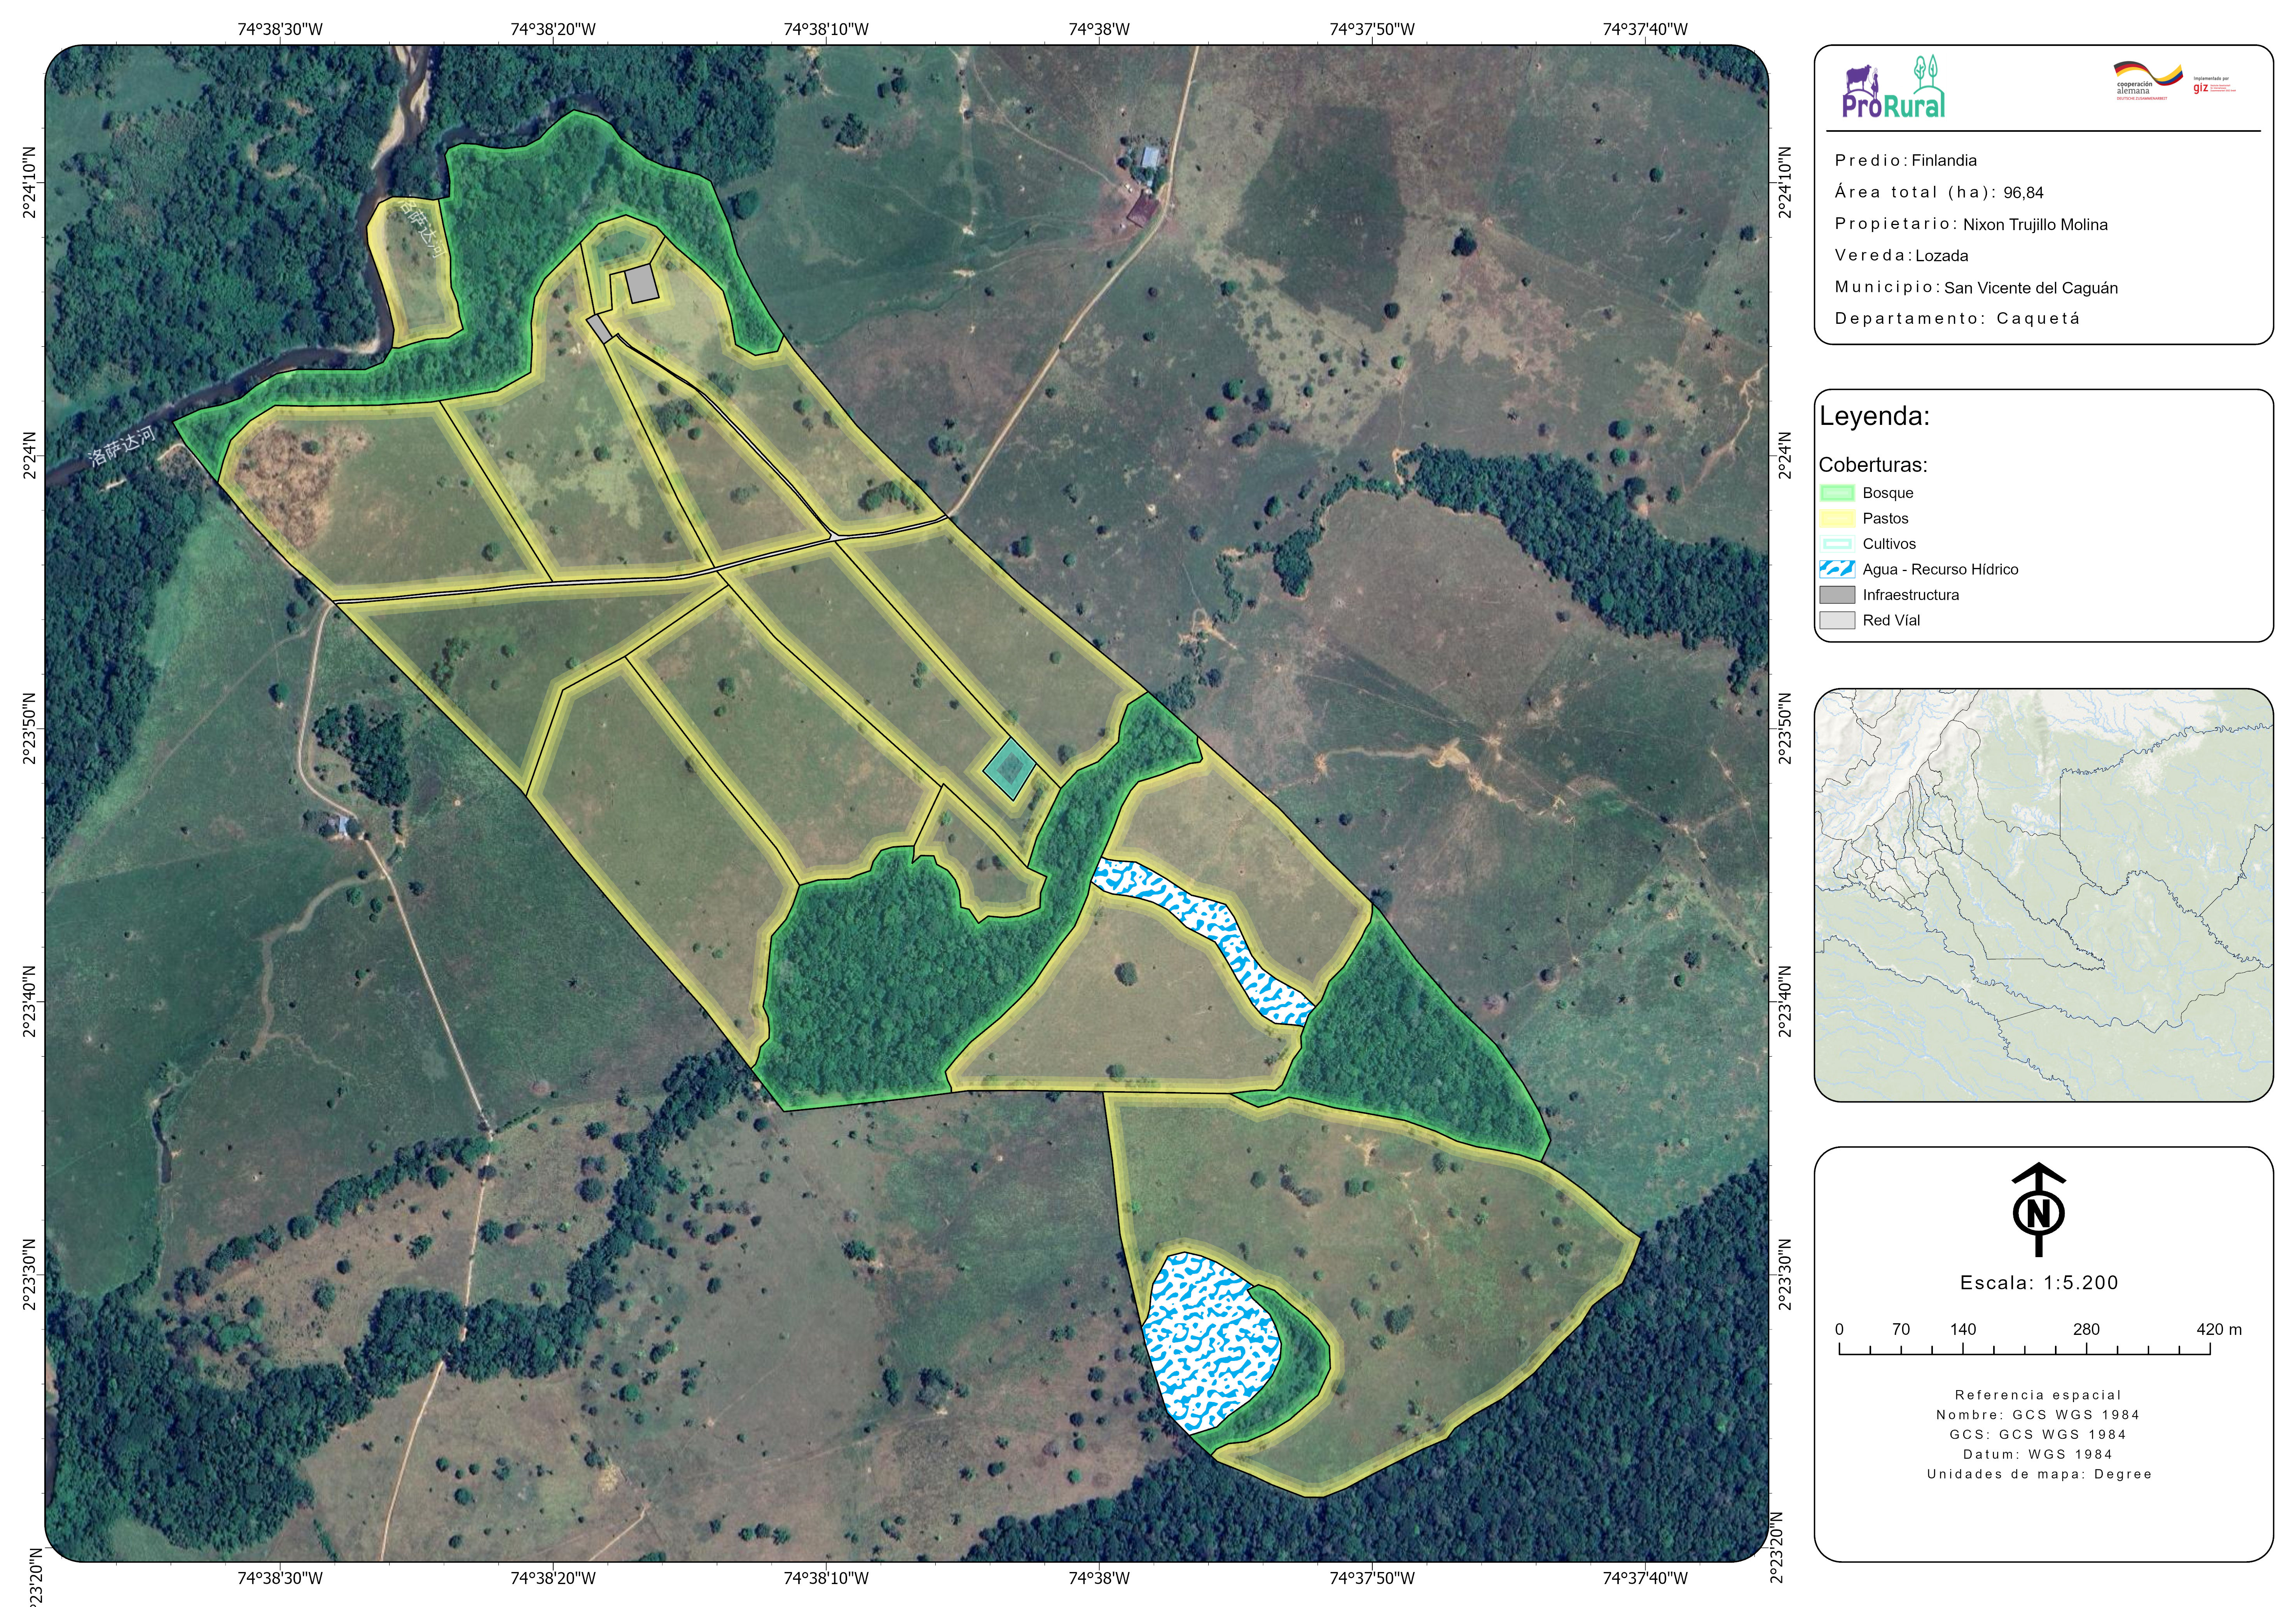 74°38'30"W 74°38'20"W 74°38'10"W 74°38'W 74°37'50"W 74°37'40"W
2°24'10"N
2°24'N
2°23'50"N
2°23'40"N
2°23'30"N
2°23'20"N
洛萨达河
洛萨达河
2°24'10"N
2°24'N
2°23'50"N
2°23'40"N
2°23'30"N
2°23'20"N
74°38'30"W 74°38'20"W 74°38'10"W 74°38'W 74°37'50"W 74°37'40"W
ProRural
cooperación
alemana
DEUTSCHE ZUSAMMENARBEIT
Implementada por
giz
Predio: Finlandia
Área total (ha): 96,84
Propietario: Nixon Trujillo Molina
Vereda: Lozada
Municipio: San Vicente del Caguán
Departamento: Caquetá
Leyenda:
Coberturas:
Bosque
Pastos
Cultivos
Agua - Recurso Hídrico
Infraestructura
Red Víal
N
Escala: 1:5.200
0 70 140 280 420 m
Referencia espacial
Nombre: GCS WGS 1984
GCS: GCS WGS 1984
Datum: WGS 1984
Unidades de mapa: Degree